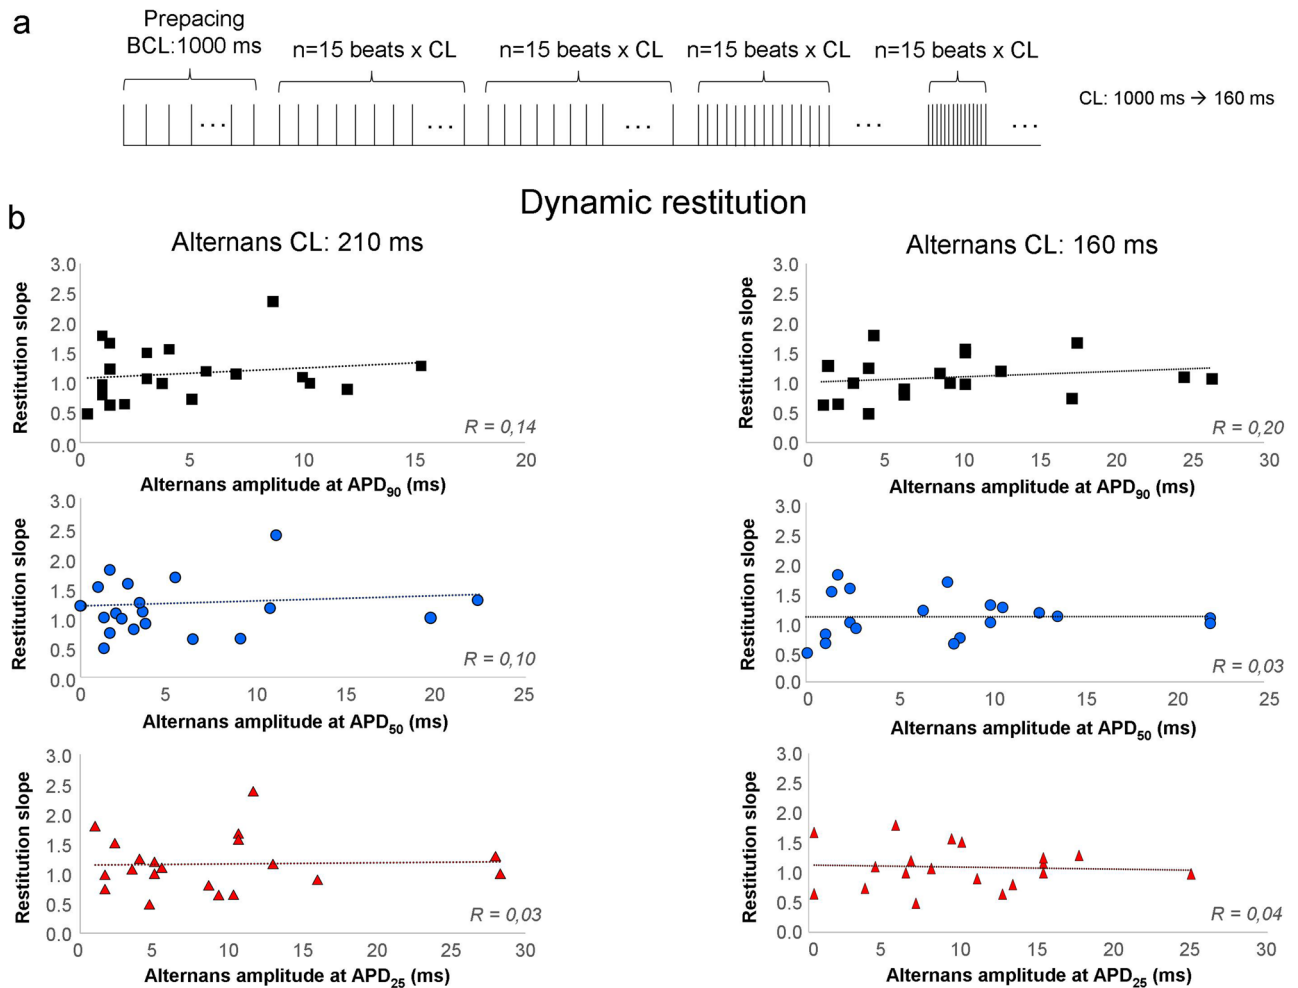 a
Prepacing
BCL:1000 ms
n=15 beats x CL
n=15 beats x CL
n=15 beats x CL
n=15 beats x CL
CL: 1000 ms → 160 ms
...
...
...
...
...
Dynamic restitution
b
Alternans CL: 210 ms
Restitution slope
3.0
2.5
2.0
1.5
1.0
0.5
0.0
R = 0,14
0 5 10 15 20
Alternans amplitude at APD90 (ms)
Restitution slope
3.0
2.5
2.0
1.5
1.0
0.5
0.0
R = 0,10
0 5 10 15 20 25
Alternans amplitude at APD50 (ms)
Restitution slope
3.0
2.5
2.0
1.5
1.0
0.5
0.0
R = 0,03
0 5 10 15 20 25 30
Alternans amplitude at APD25 (ms)
Alternans CL: 160 ms
Restitution slope
3.0
2.5
2.0
1.5
1.0
0.5
0.0
R = 0,20
0 5 10 15 20 25 30
Alternans amplitude at APD90 (ms)
Restitution slope
3.0
2.5
2.0
1.5
1.0
0.5
0.0
R = 0,03
5 10 15 20 25
Alternans amplitude at APD50 (ms)
Restitution slope
3.0
2.5
2.0
1.5
1.0
0.5
0.0
R = 0,04
0 5 10 15 20 25 30
Alternans amplitude at APD25 (ms)